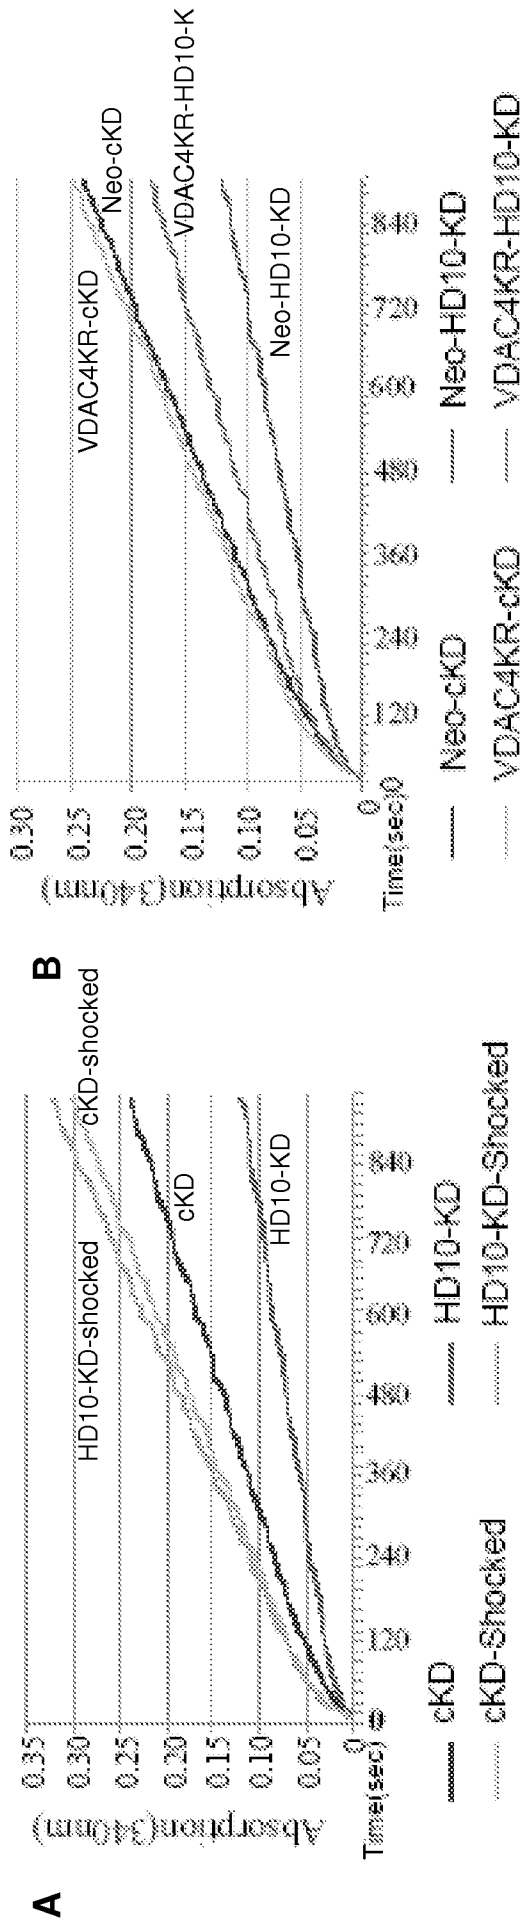 A
Absorption(340nm)
0.35
0.30
0.25
0.20
0.15
0.10
0.05
0
HD10-KD-shocked
cKD-shocked
cKD
HD10-KD
0 120 240 360 480 600 720 840
Time(sec)
cKD HD10-KD
cKD-Shocked HD10-KD-Shocked
B
Absorption(340nm)
0.30
0.25
0.20
0.15
0.10
0.05
0
VDAC4KR-cKD
Neo-cKD
VDAC4KR-HD10-K
Neo-HD10-KD
0 120 240 360 480 600 720 840
Time(sec)
Neo-cKD Neo-HD10-KD
VDAC4KR-cKD VDAC4KR-HD10-KD